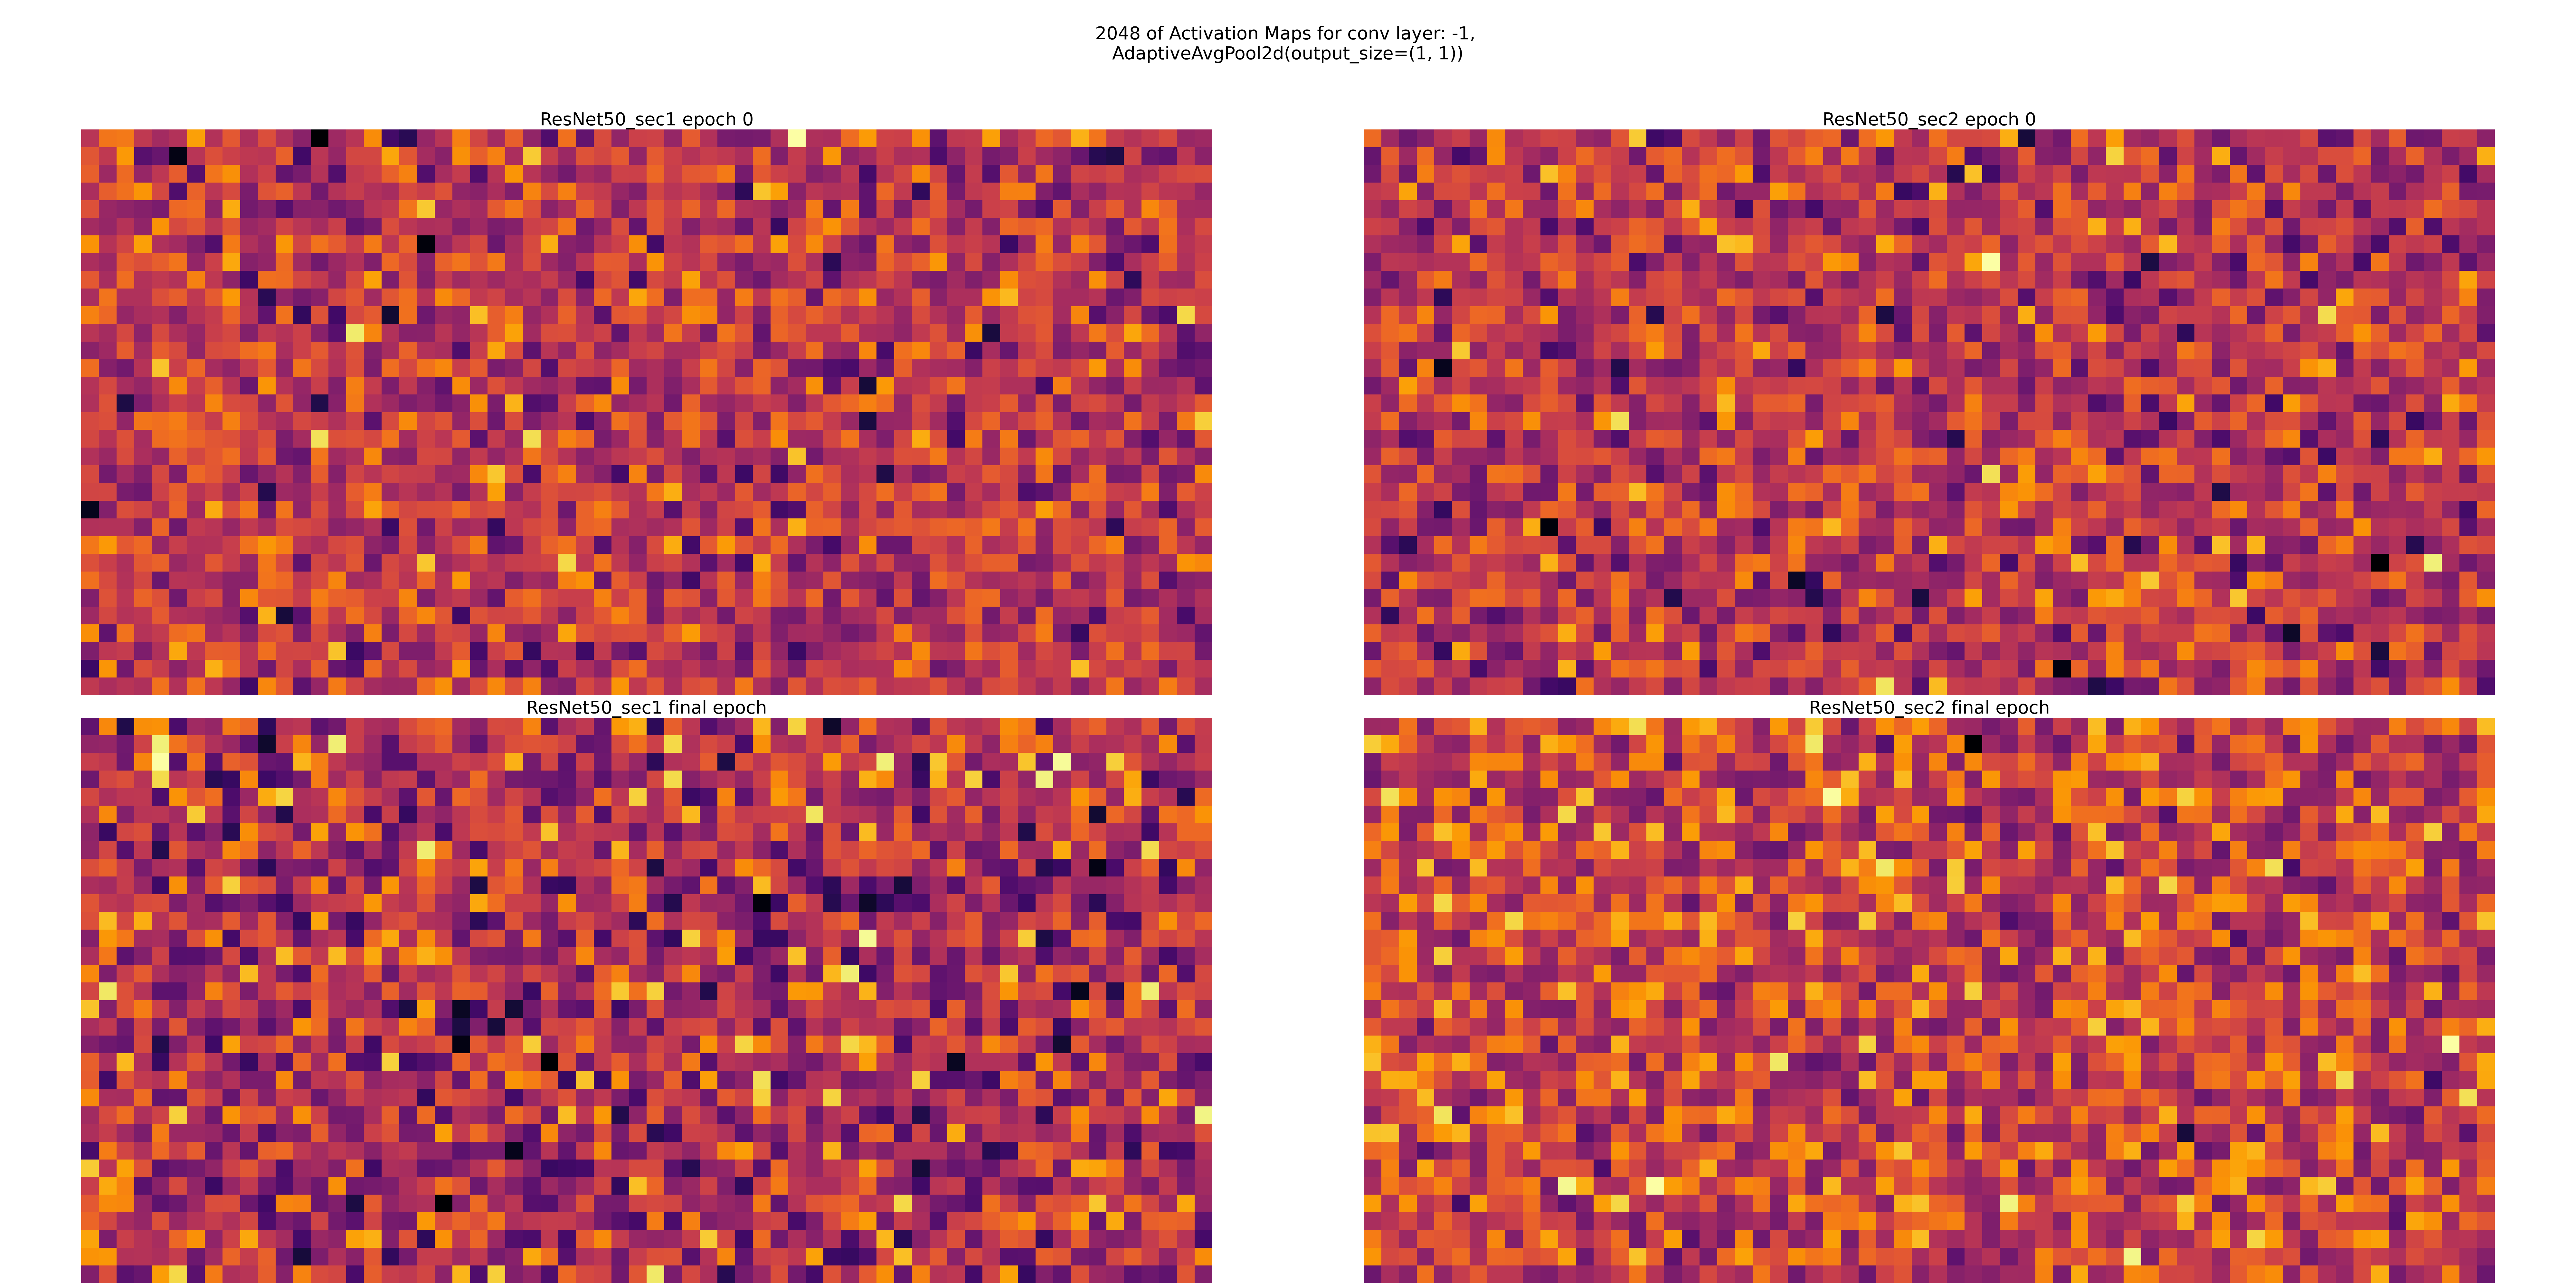 2048 of Activation Maps for conv layer: -1,
AdaptiveAvgPool2d(output_size=(1, 1))
ResNet50_sec1 epoch 0
ResNet50_sec2 epoch 0
ResNet50_sec1 final epoch
ResNet50_sec2 final epoch